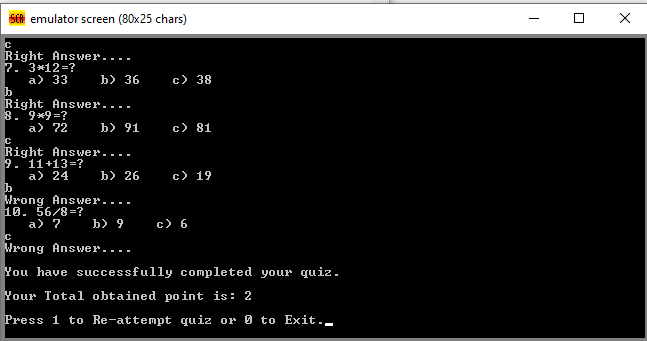 SCR emulator screen (80x25 chars)
c
Right Answer....
7. 3*12=?
a) 33 b) 36 c) 38
b
Right Answer....
8. 9*9=?
a) 72 b) 91 c) 81
c
Right Answer....
9. 11+13=?
a) 24 b) 26 c) 19
b
Wrong Answer....
10. 56/8=?
a) 7 b) 9 c) 6
c
Wrong Answer....
You have successfully completed your quiz.
Your Total obtained point is: 2
Press 1 to Re-attempt quiz or 0 to Exit._